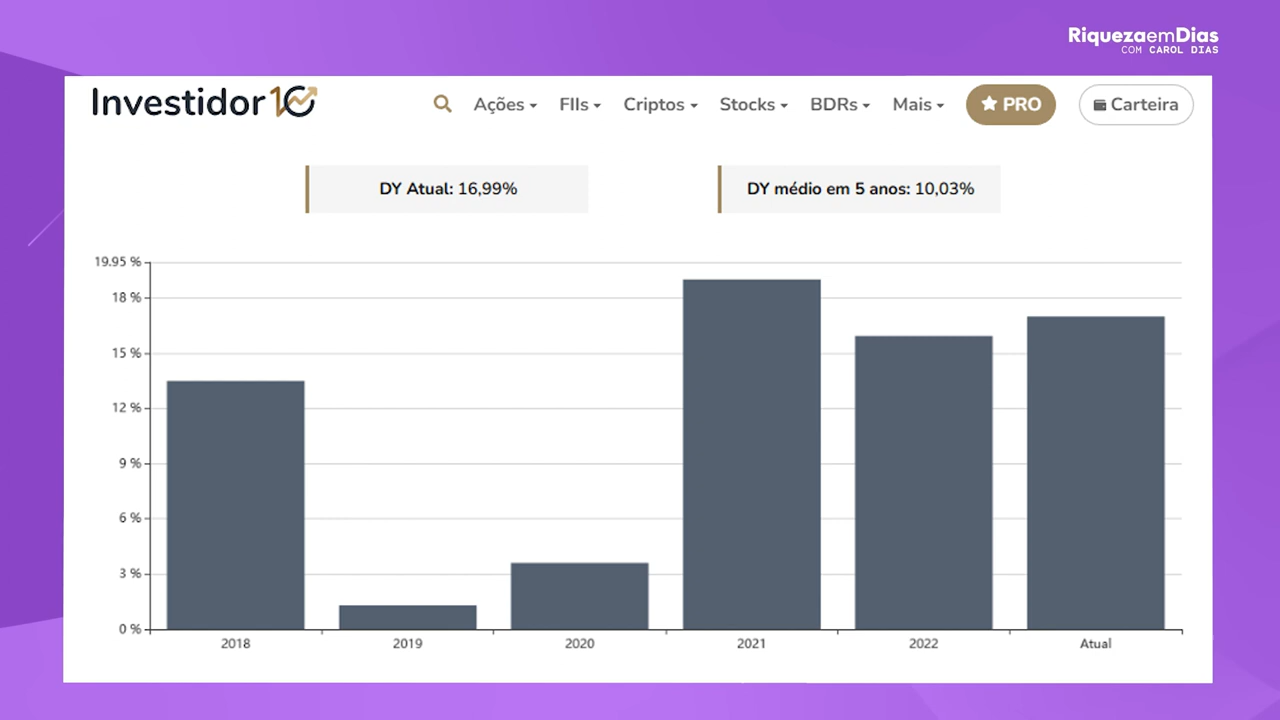 RiquezaemDias
COM CAROL DIAS
Investidor 10
Ações
FIIs
Criptos
Stocks
BDRs
Mais
PRO
Carteira
DY Atual: 16,99%
DY médio em 5 anos: 10,03%
19.95 %
18 %
15 %
12 %
9 %
6 %
3 %
0 %
2018
2019
2020
2021
2022
Atual